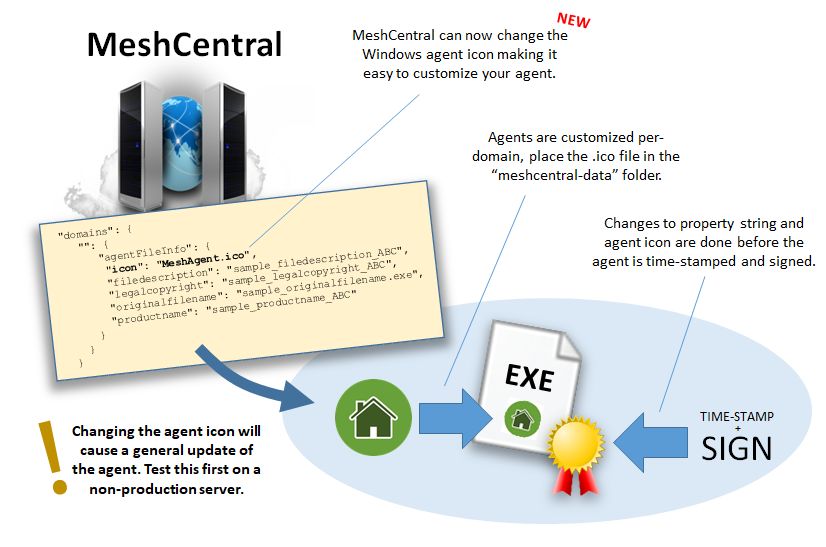 MeshCentral
NEW
MeshCentral can now change the
Windows agent icon making it
easy to customize your agent.
Agents are customized per-
domain, place the .ico file in the
“meshcentral-data” folder.
Changes to property string and
agent icon are done before the
agent is time-stamped and signed.
"domains": {
"": {
"agentFileInfo": {
"icon": "MeshAgent.ico",
"filedescription": "sample_filedescription_ABC",
"legalcopyright": "sample_legalcopyright_ABC",
"originalfilename": "sample_originalfilename.exe",
"productname": "sample_productname_ABC"
}
}
}
EXE
TIME-STAMP
+
SIGN
!
Changing the agent icon will
cause a general update of
the agent. Test this first on a
non-production server.